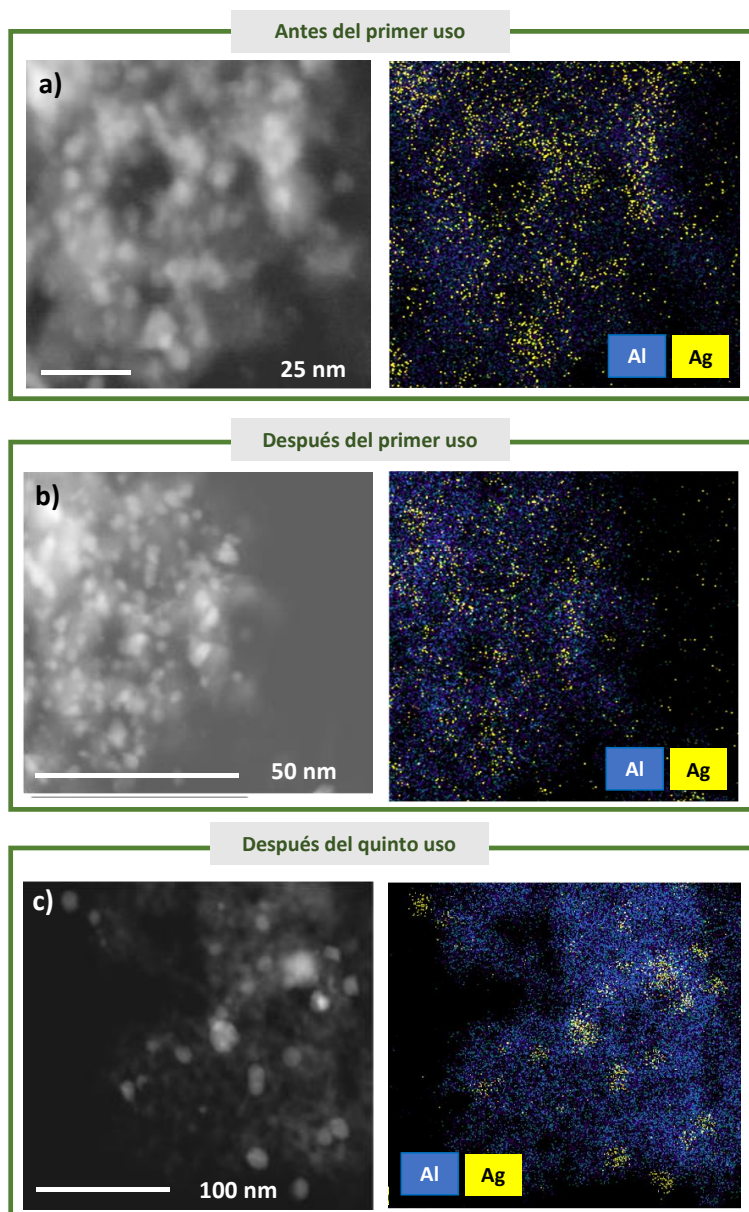 Antes del primer uso
a)
25 nm
Al Ag
Después del primer uso
b)
50 nm
Al Ag
Después del quinto uso
c)
100 nm
Al Ag